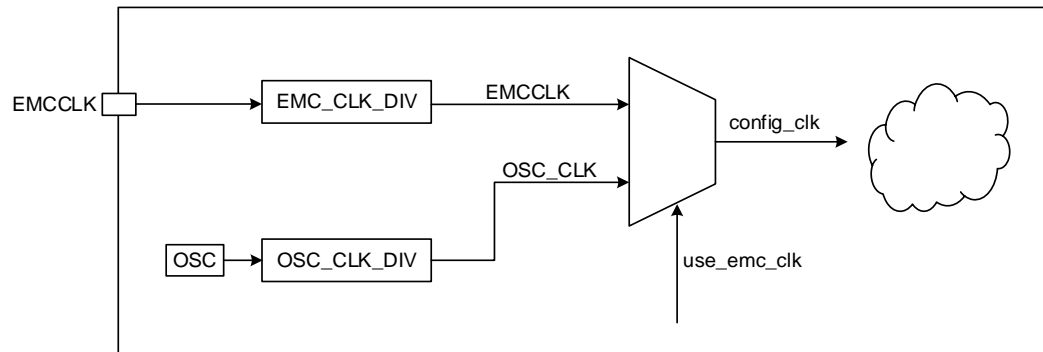 EMCCLK
EMC_CLK_DIV
EMCCLK
config_clk
OSC_CLK
OSC
OSC_CLK_DIV
use_emc_clk